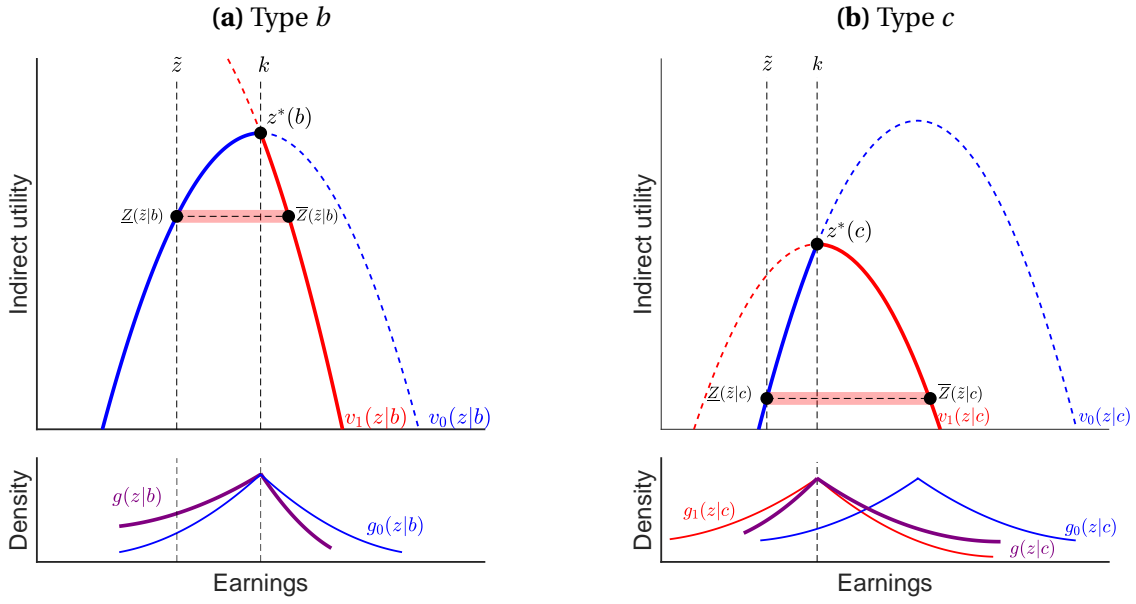 (a) Type b
z̃
k
z*(b)
Indirect utility
Z̲(z̃|b)
Z̅(z̃|b)
v₁(z|b)
v₀(z|b)
Density
g(z|b)
g₀(z|b)
Earnings
(b) Type c
z̃
k
z*(c)
Indirect utility
Z̲(z̃|c)
Z̅(z̃|c)
v₁(z|c)
v₀(z|c)
Density
g₁(z|c)
g₀(z|c)
g(z|c)
Earnings